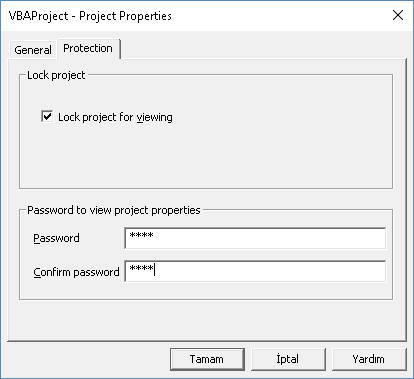 VBAProject - Project Properties
General Protection
Lock project
Lock project for viewing
Password to view project properties
Password ****
Confirm password ****
Tamam İptal Yardım